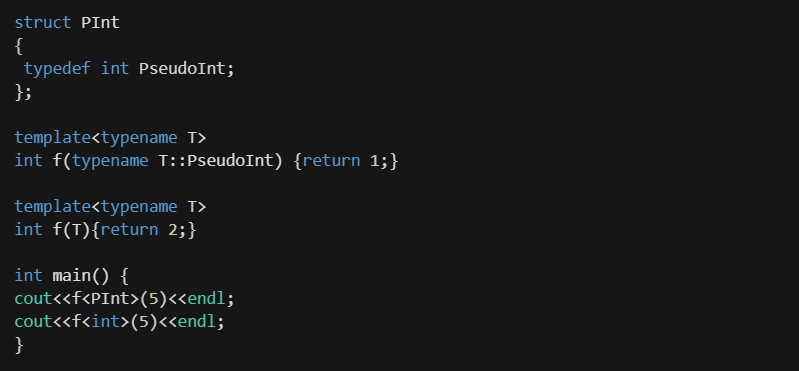 struct PInt
{
 typedef int PseudoInt;
};
template<typename T>
int f(typename T::PseudoInt) {return 1;}
template<typename T>
int f(T){return 2;}
int main() {
cout<<f<PInt>(5)<<endl;
cout<<f<int>(5)<<endl;
}